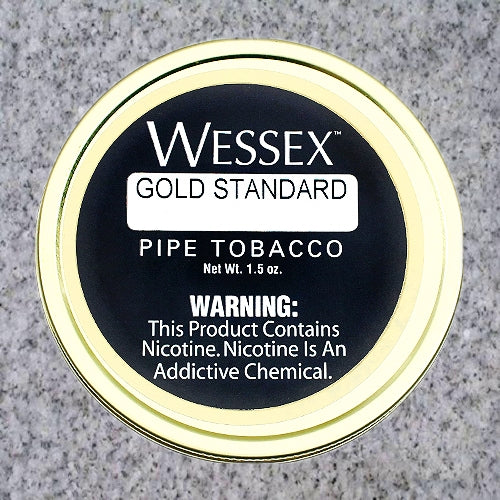 WESSEX™
GOLD STANDARD
PIPE TOBACCO
Net Wt. 1.5 oz.
WARNING:
This Product Contains
Nicotine. Nicotine Is An
Addictive Chemical.